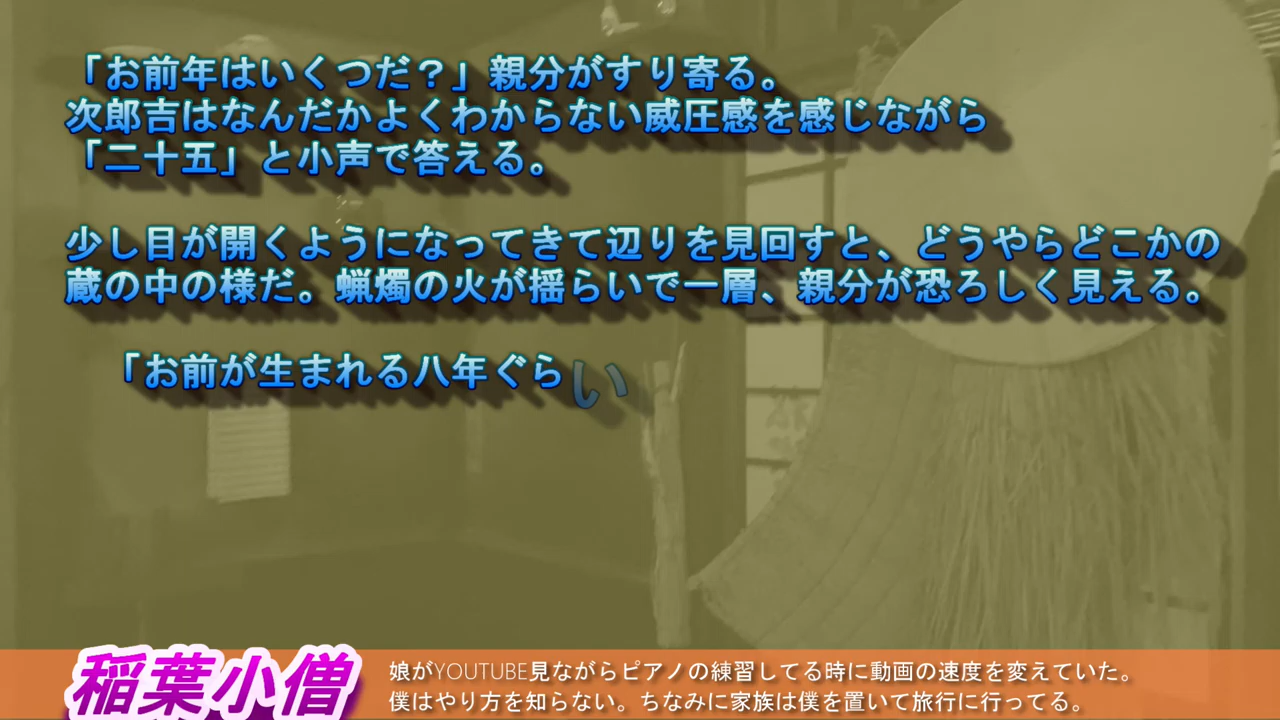 「お前年はいくつだ？」親分がすり寄る。
次郎吉はなんだかよくわからない威圧感を感じながら
「二十五」と小声で答える。
少し目が開くようになってきて辺りを見回すと、どうやらどこかの
蔵の中の様だ。蝋燭の火が揺らいで一層、親分が恐ろしく見える。
「お前が生まれる八年ぐらい
稲葉小僧
娘がYOUTUBE見ながらピアノの練習してる時に動画の速度を変えていた。
僕はやり方を知らない。ちなみに家族は僕を置いて旅行に行ってる。